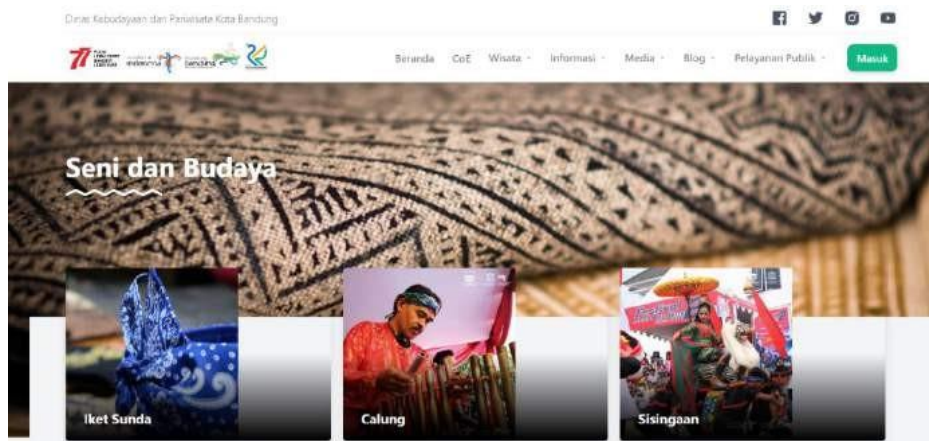 Dinas Kebudayaan dan Pariwisata Kota Bandung
77
Beranda CoE Wisata Informasi Media Blog Pelayanan Publik Masuk
Seni dan Budaya
Iket Sunda
Calung
Sisingaan